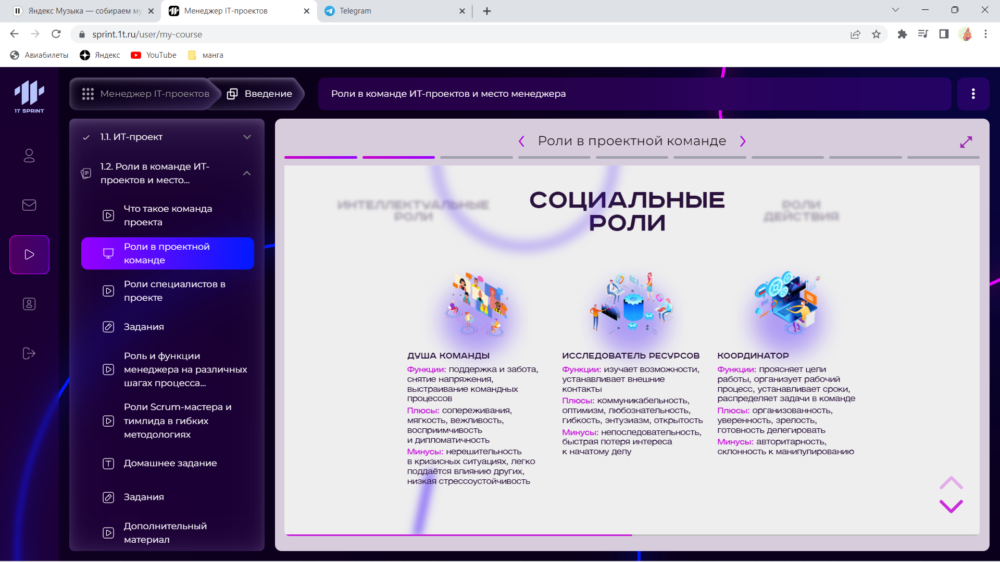 Яндекс Музыка — собираем му
Менеджер IT-проектов
Telegram
sprint.1t.ru/user/my-course
Авиабилеты
Яндекс
YouTube
манга
1T SPRINT
Менеджер IT-проектов
Введение
Роли в команде ИТ-проектов и место менеджера
1.1. ИТ-проект
1.2. Роли в команде ИТ-
проектов и место...
Что такое команда
проекта
Роли в проектной
команде
Роли специалистов в
проекте
Задания
Роль и функции
менеджера на различных
шагах процесса...
Роли Scrum-мастера и
тимлида в гибких
методологиях
Домашнее задание
Задания
Дополнительный
материал
Роли в проектной команде
ИНТЕЛЛЕКТУАЛЬНЫЕ
РОЛИ
СОЦИАЛЬНЫЕ
РОЛИ
РОЛИ
ДЕЙСТВИЯ
ДУША КОМАНДЫ
Функции: поддержка и забота,
снятие напряжения,
выстраивание командных
процессов
Плюсы: сопереживания,
мягкость, вежливость,
восприимчивость
и дипломатичность
Минусы: нерешительность
в кризисных ситуациях, легко
поддаётся влиянию других,
низкая стрессоустойчивость
ИССЛЕДОВАТЕЛЬ РЕСУРСОВ
Функции: изучает возможности,
устанавливает внешние
контакты
Плюсы: коммуникабельность,
оптимизм, любознательность,
гибкость, энтузиазм, открытость
Минусы: непоследовательность,
быстрая потеря интереса
к начатому делу
КООРДИНАТОР
Функции: проясняет цели
работы, организует рабочий
процесс, устанавливает сроки,
распределяет задачи в команде
Плюсы: организованность,
уверенность, зрелость,
готовность делегировать
Минусы: авторитарность,
склонность к манипулированию